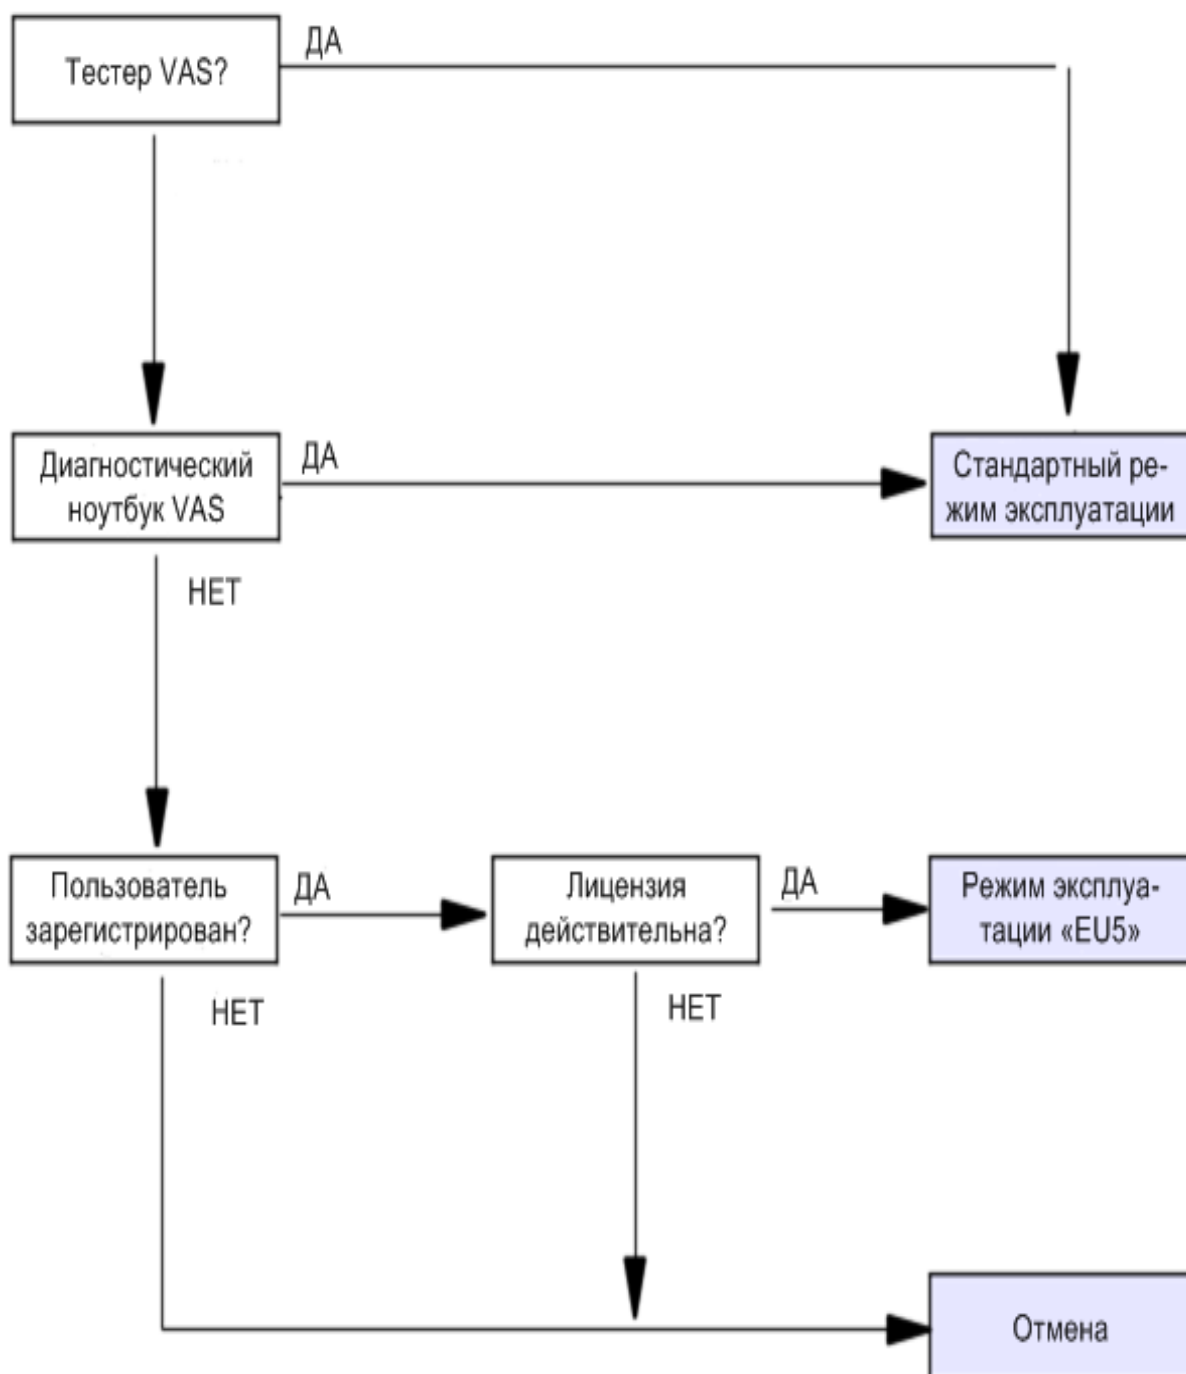 Тестер VAS?
ДА
Диагностический
ноутбук VAS
ДА
Стандартный ре-
жим эксплуатации
НЕТ
Пользователь
зарегистрирован?
ДА
Лицензия
действительна?
ДА
Режим эксплуа-
тации «EU5»
НЕТ
НЕТ
Отмена